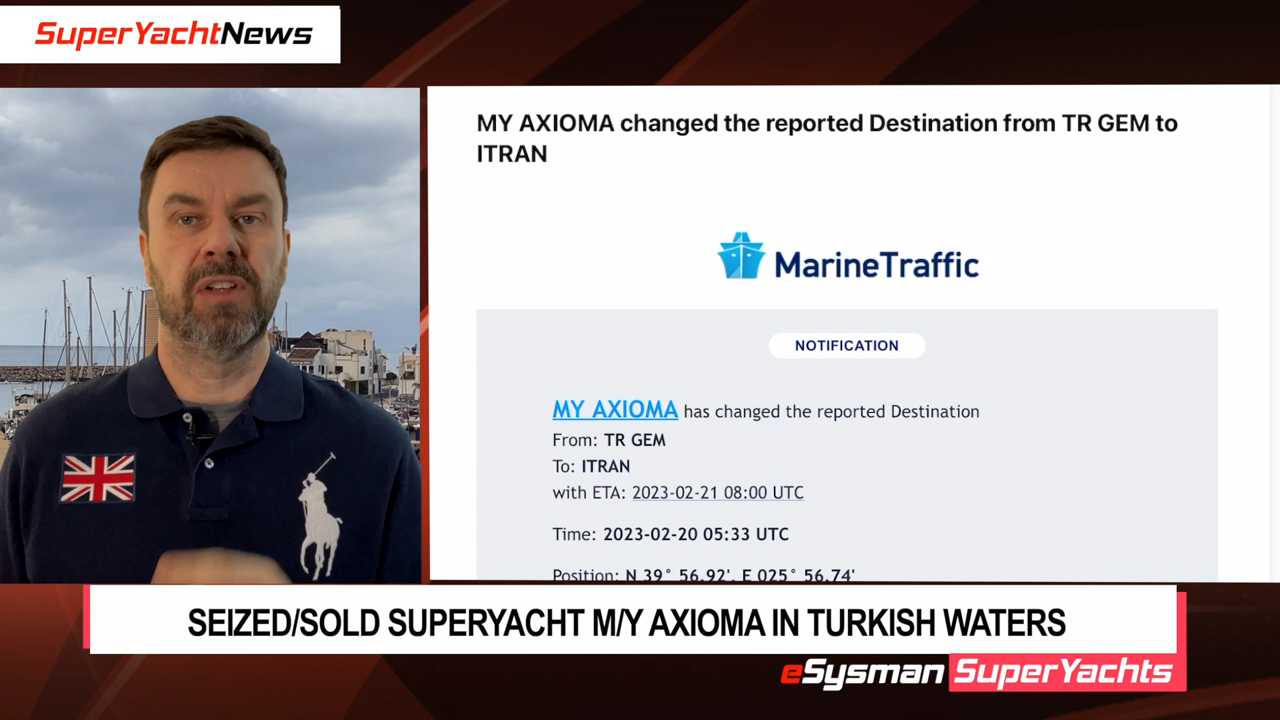 SuperYachtNews
MY AXIOMA changed the reported Destination from TR GEM to
ITRAN
MarineTraffic
NOTIFICATION
MY AXIOMA has changed the reported Destination
From: TR GEM
To: ITRAN
with ETA: 2023-02-21 08:00 UTC
Time: 2023-02-20 05:33 UTC
Position: N 39° 56.92', E 025° 56.74'
SEIZED/SOLD SUPERYACHT M/Y AXIOMA IN TURKISH WATERS
eSysman SuperYachts